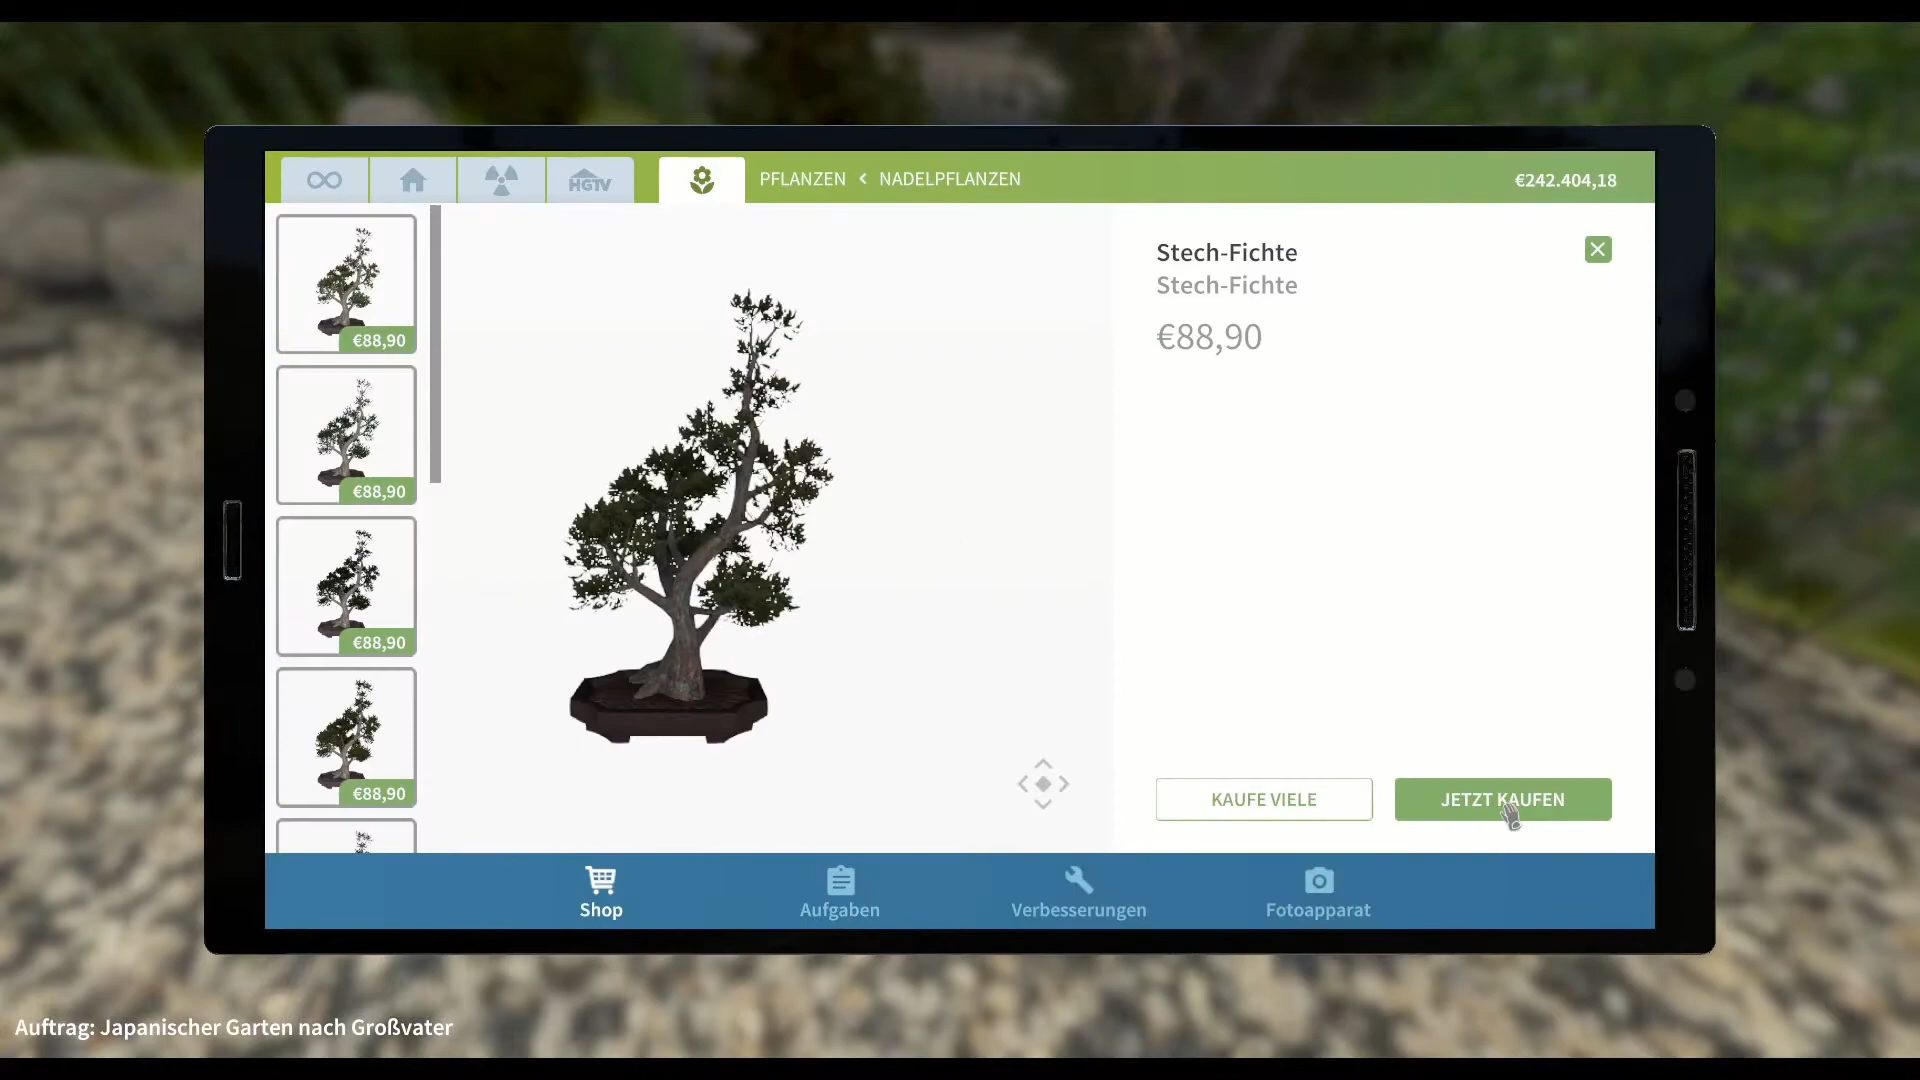 HGTV
PFLANZEN < NADELPFLANZEN
€242.404,18
€88,90
€88,90
€88,90
€88,90
Stech-Fichte
Stech-Fichte
€88,90
KAUFE VIELE
JETZT KAUFEN
Shop
Aufgaben
Verbesserungen
Fotoapparat
Auftrag: Japanischer Garten nach Großvater